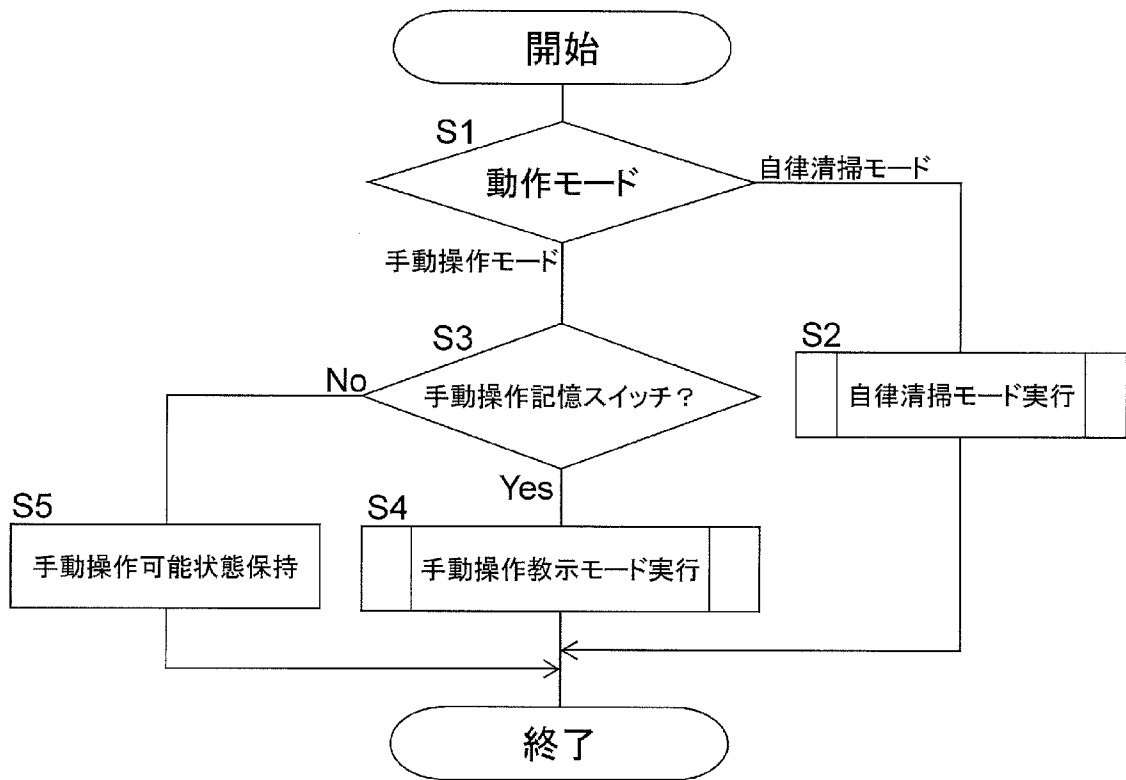 開始
S1
動作モード
自律清掃モード
手動操作モード
S3
手動操作記憶スイッチ?
No
Yes
S2
自律清掃モード実行
S5
手動操作可能状態保持
S4
手動操作教示モード実行
終了